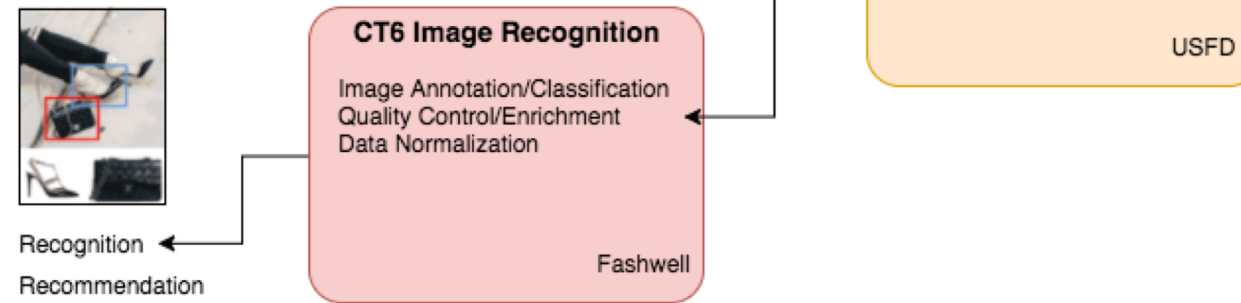 CT6 Image Recognition
Image Annotation/Classification
Quality Control/Enrichment
Data Normalization
Fashwell
USFD
Recognition
Recommendation